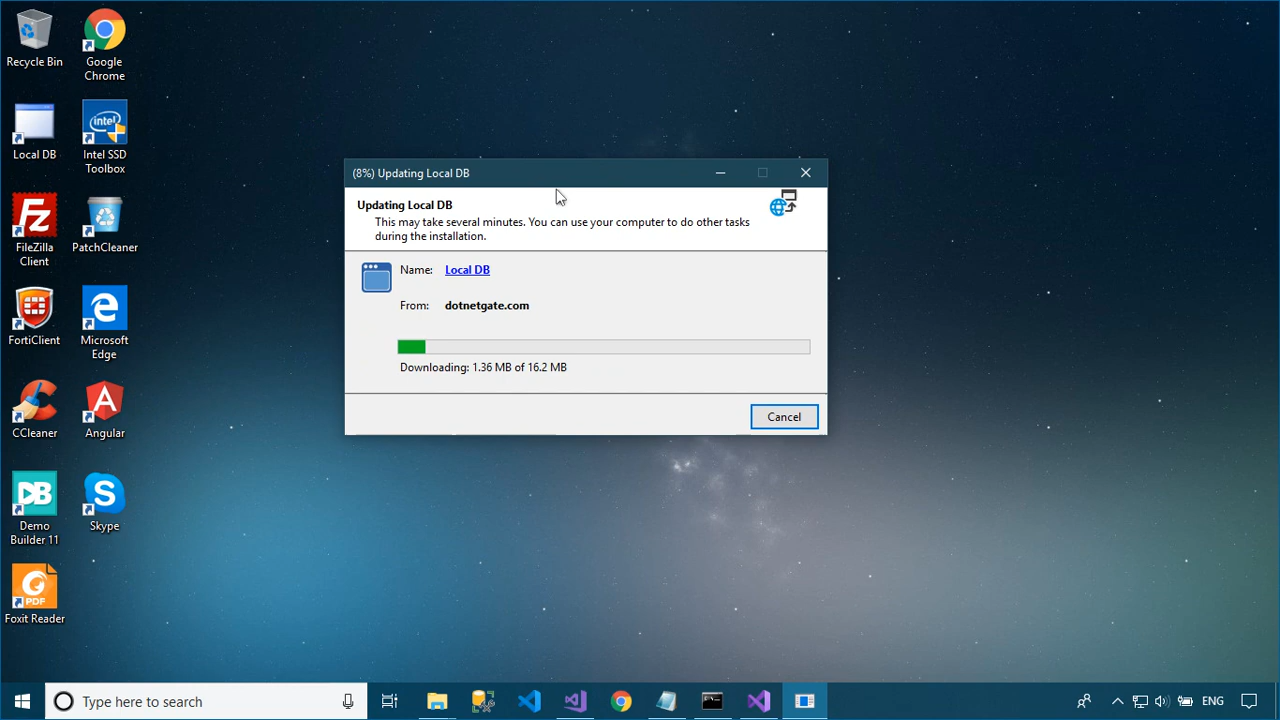 Recycle Bin
Google
Chrome
Local DB
intel
Intel SSD
Toolbox
FileZilla
Client
PatchCleaner
FortiClient
Microsoft
Edge
CCleaner
Angular
DB
Demo
Builder 11
Skype
PDF
Foxit Reader
(8%) Updating Local DB
Updating Local DB
This may take several minutes. You can use your computer to do other tasks
during the installation.
Name: Local DB
From: dotnetgate.com
Downloading: 1.36 MB of 16.2 MB
Cancel
Type here to search
ENG